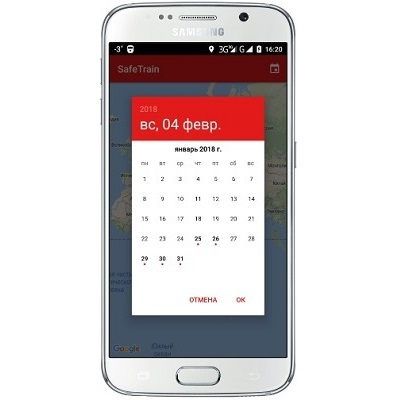 SAMSUNG
-3° 3G 4G 16:20
SafeTrain
2018
вс, 04 февр.
январь 2018 г.
пн вт ср чт пт сб вс
1 2 3 4 5 6 7
8 9 10 11 12 13 14
15 17 18 19 20 21
22 23 24 25 26 27 28
29 30 31
ОТМЕНА ОК
Google
Южный